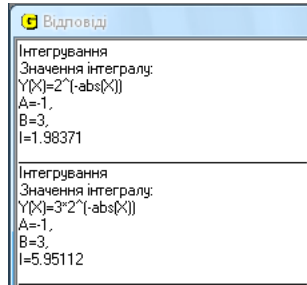 Відповіді
Інтегрування
Значення інтегралу:
Y(X)=2^(-abs(X))
A=-1,
B=3,
I=1.98371
Інтегрування
Значення інтегралу:
Y(X)=3*2^(-abs(X))
A=-1,
B=3,
I=5.95112